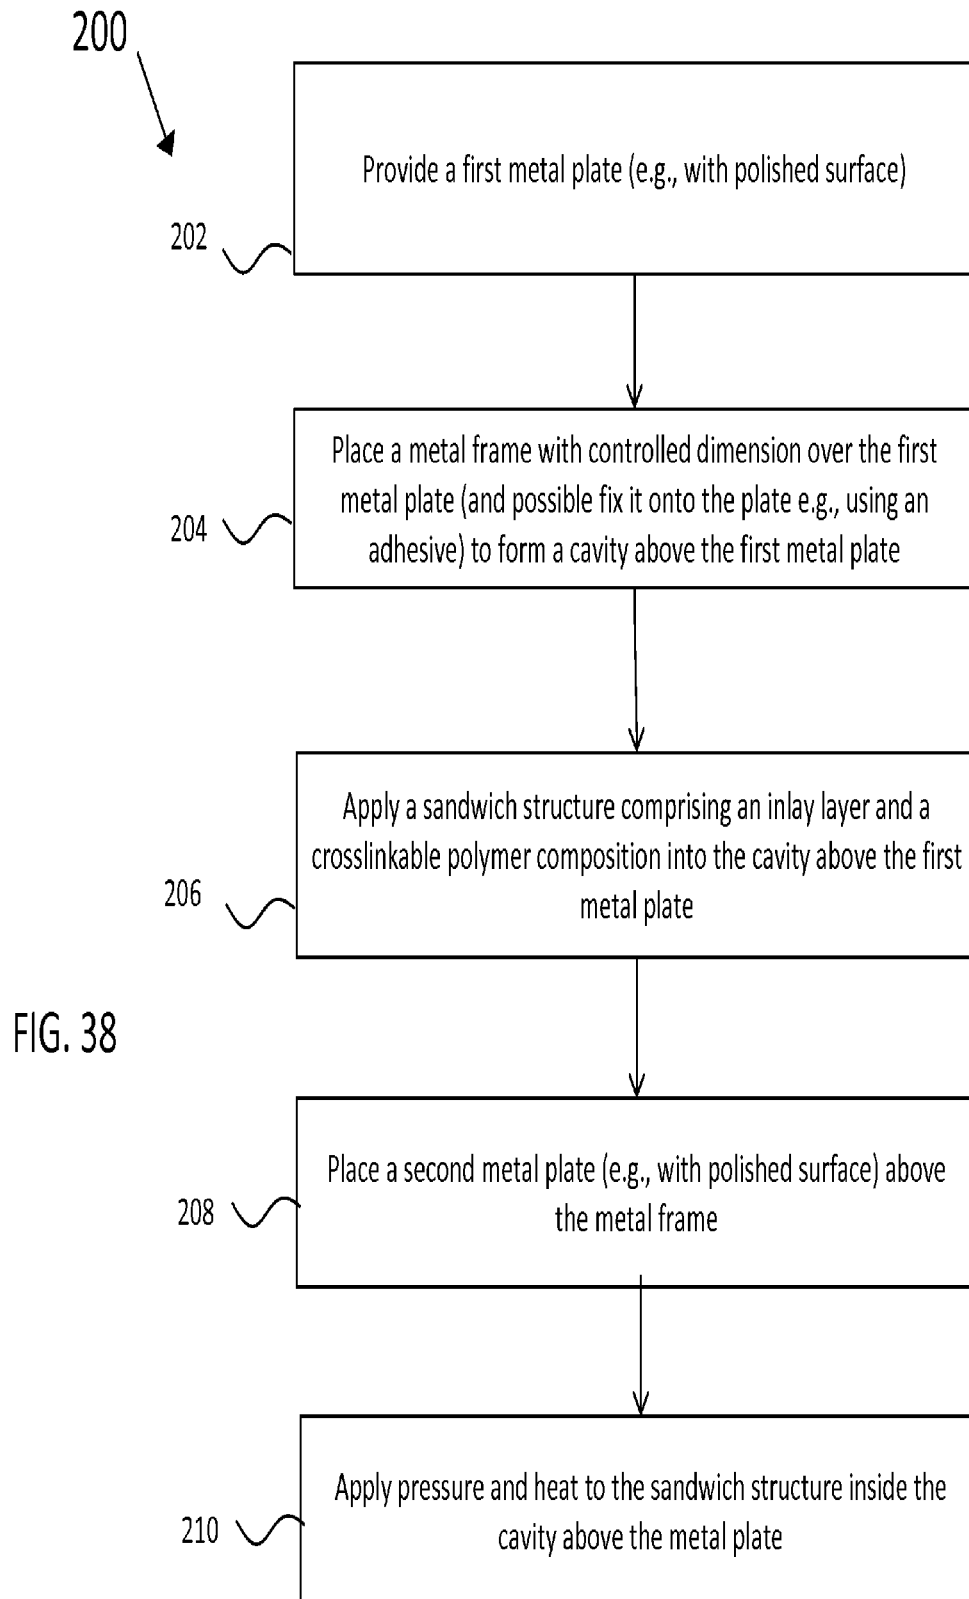 200
Provide a first metal plate (e.g., with polished surface)
202
Place a metal frame with controlled dimension over the first
metal plate (and possible fix it onto the plate e.g., using an
adhesive) to form a cavity above the first metal plate
204
Apply a sandwich structure comprising an inlay layer and a
crosslinkable polymer composition into the cavity above the first
metal plate
206
FIG. 38
Place a second metal plate (e.g., with polished surface) above
the metal frame
208
Apply pressure and heat to the sandwich structure inside the
cavity above the metal plate
210